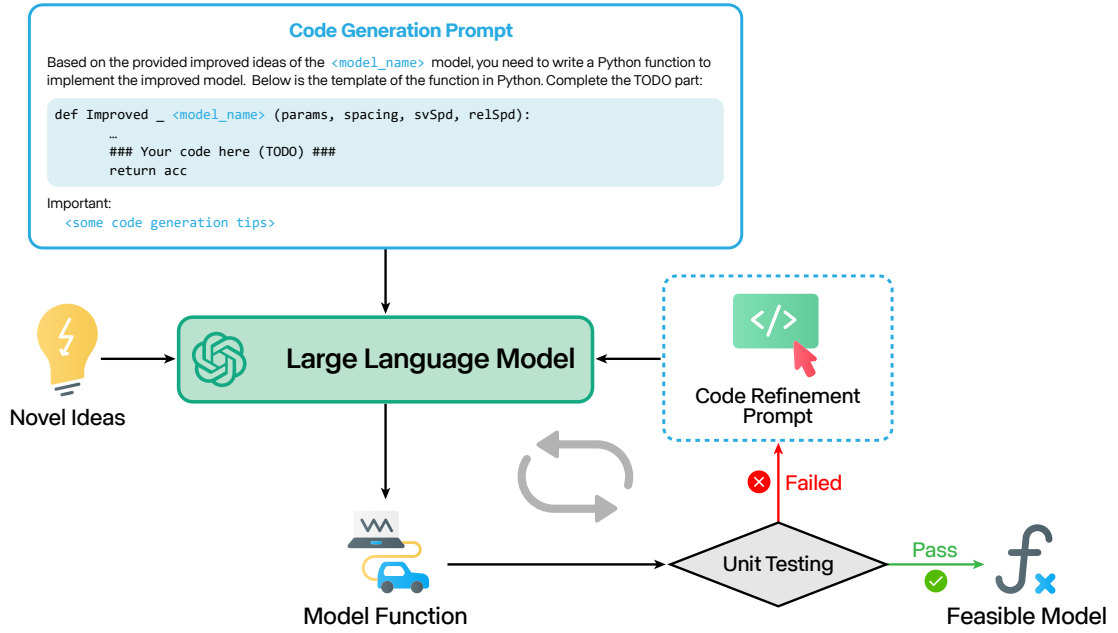 Code Generation Prompt
Based on the provided improved ideas of the <model_name> model, you need to write a Python function to
implement the improved model. Below is the template of the function in Python. Complete the TODO part:
def Improved _ <model_name> (params, spacing, svSpd, relSpd):
…
### Your code here (TODO) ###
return acc
Important:
<some code generation tips>
Novel Ideas
Large Language Model
</>
Code Refinement
Prompt
Failed
Model Function
Unit Testing
Pass
fx
Feasible Model